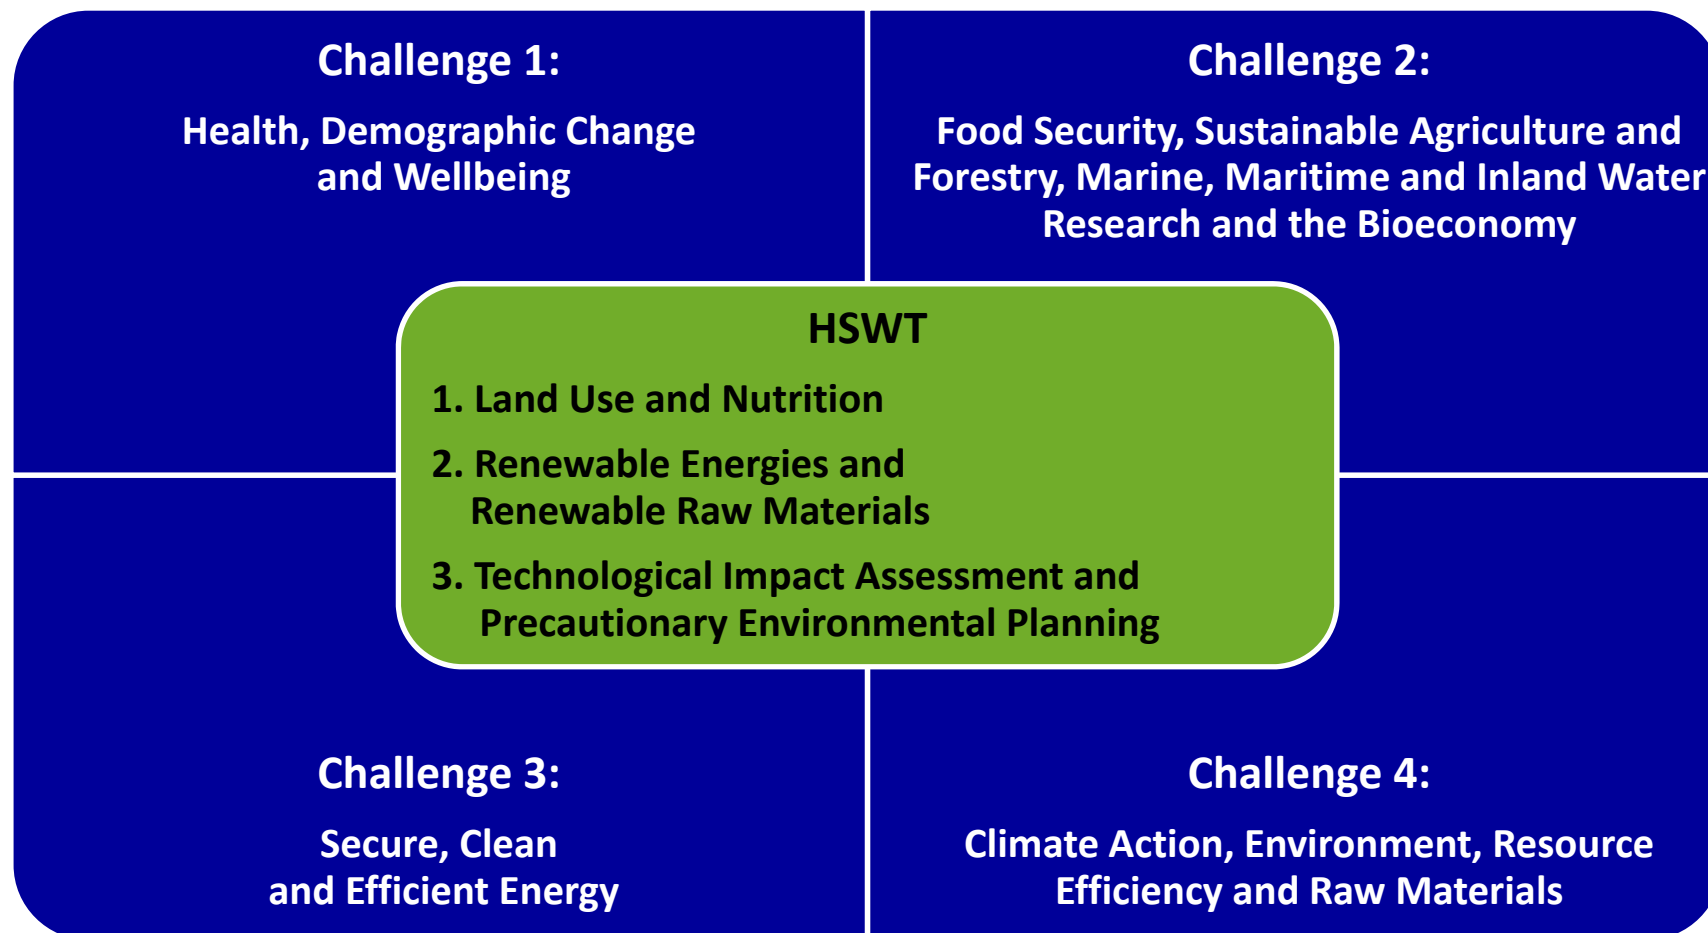 Challenge 1:
Health, Demographic Change
and Wellbeing
Challenge 2:
Food Security, Sustainable Agriculture and
Forestry, Marine, Maritime and Inland Water
Research and the Bioeconomy
HSWT
1. Land Use and Nutrition
2. Renewable Energies and
Renewable Raw Materials
3. Technological Impact Assessment and
Precautionary Environmental Planning
Challenge 3:
Secure, Clean
and Efficient Energy
Challenge 4:
Climate Action, Environment, Resource
Efficiency and Raw Materials